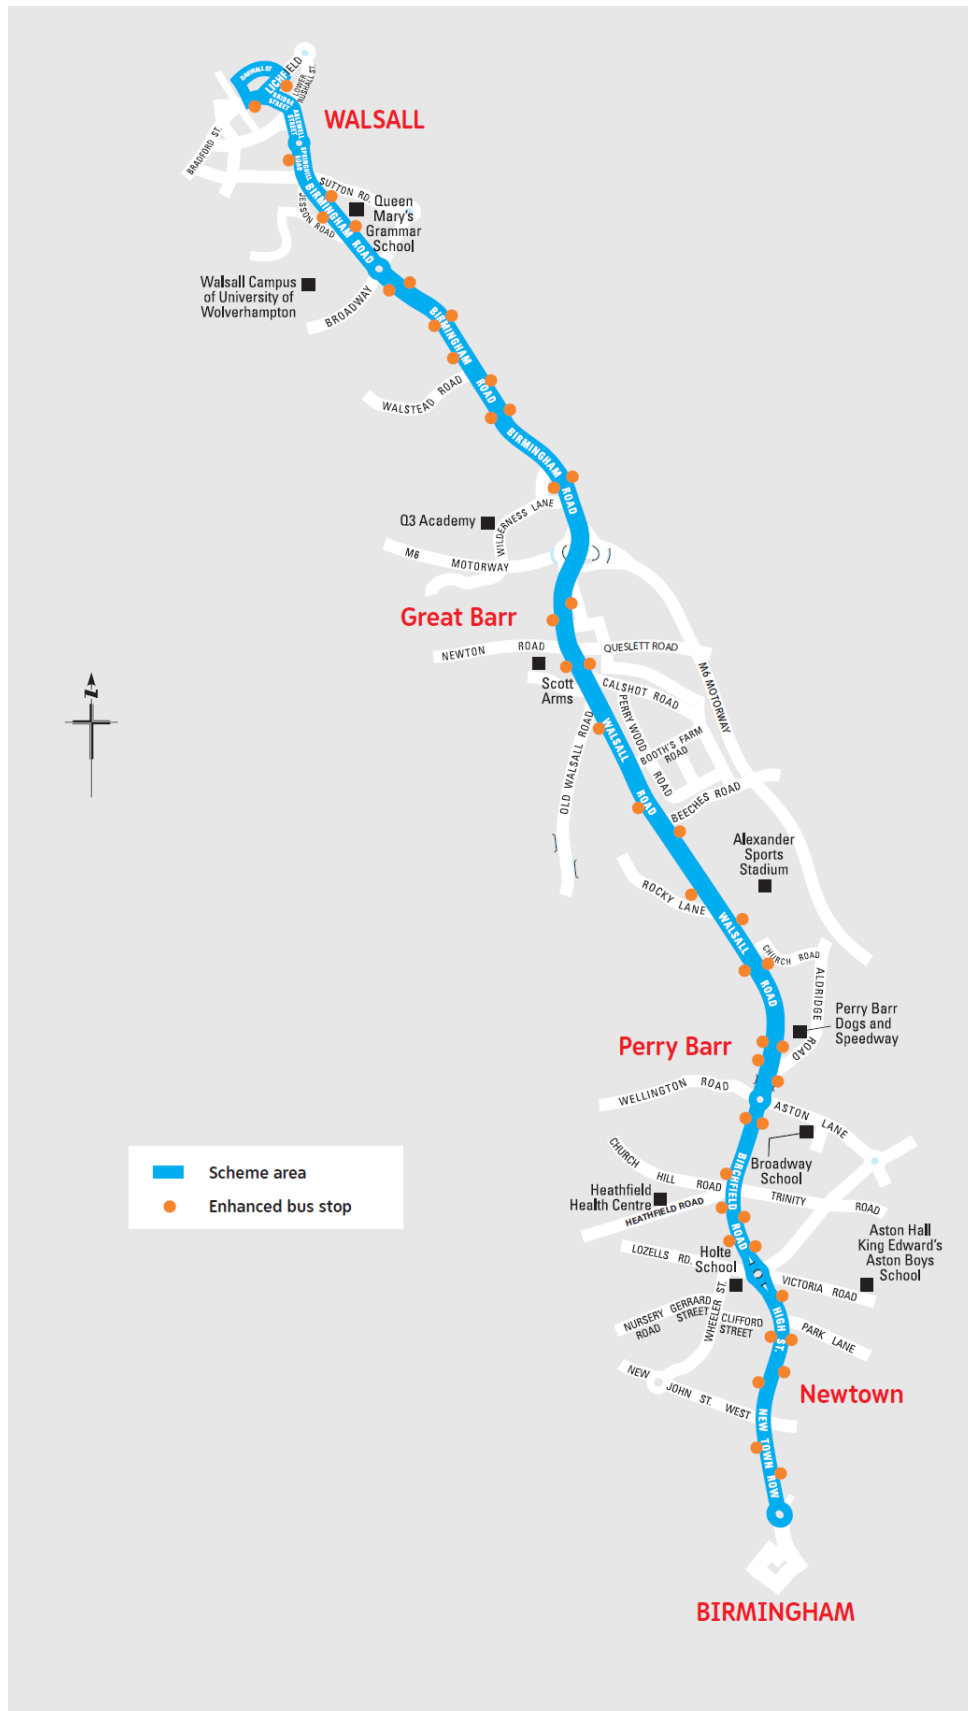 DARWALL ST
LICHFIELD
LOWER
RUSHALL ST.
BRIDGE
STREET
ABLEWELL
STREET
WALSALL
BRADFORD ST.
SPRINGHILL
ROAD
SUTTON RD.
JESSON ROAD
BIRMINGHAM ROAD
Queen
Mary's
Grammar
School
Walsall Campus
of University of
Wolverhampton
BROADWAY
BIRMINGHAM
ROAD
WALSTEAD ROAD
BIRMINGHAM
ROAD
WILDERNESS LANE
Q3 Academy
M6 MOTORWAY
Great Barr
NEWTON ROAD
QUESLETT ROAD
Scott
Arms
CALSHOT ROAD
M6 MOTORWAY
N
PERRY WOOD
ROAD
WALSALL
ROAD
OLD WALSALL ROAD
BOOTH'S FARM
ROAD
BEECHES ROAD
Alexander
Sports
Stadium
ROCKY LANE
WALSALL
ROAD
CHURCH ROAD
ALDRIDGE
ROAD
Perry Barr
Dogs and
Speedway
Perry Barr
WELLINGTON ROAD
ASTON LANE
CHURCH
HILL ROAD
Broadway
School
BIRCHFIELD
ROAD
TRINITY ROAD
Scheme area
Enhanced bus stop
Heathfield
Health Centre
HEATHFIELD ROAD
Aston Hall
King Edward's
Aston Boys
School
LOZELLS RD.
Holte
School
VICTORIA ROAD
NURSERY
ROAD
GERRARD
STREET
WHEELER ST.
CLIFFORD
STREET
HIGH ST.
PARK LANE
NEW JOHN ST. WEST
Newtown
NEW TOWN ROW
BIRMINGHAM